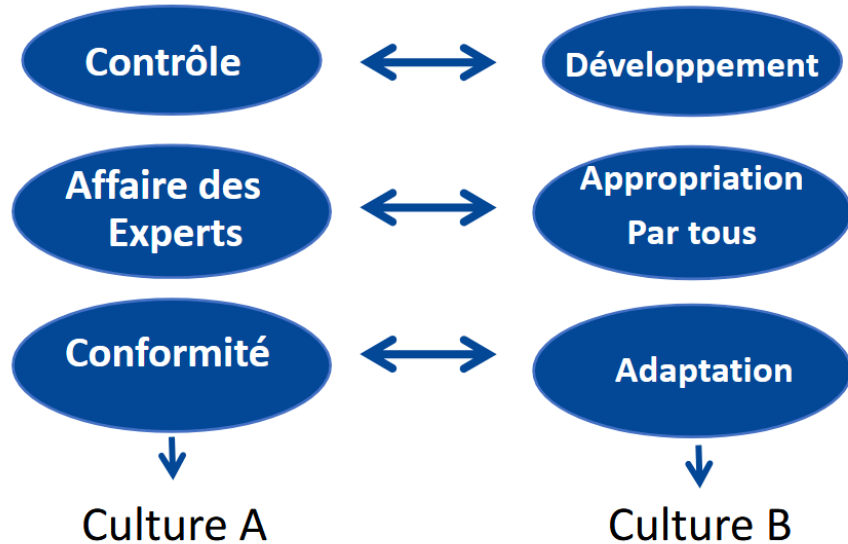 Contrôle
Développement
Affaire des
Experts
Appropriation
Par tous
Conformité
Adaptation
Culture A
Culture B